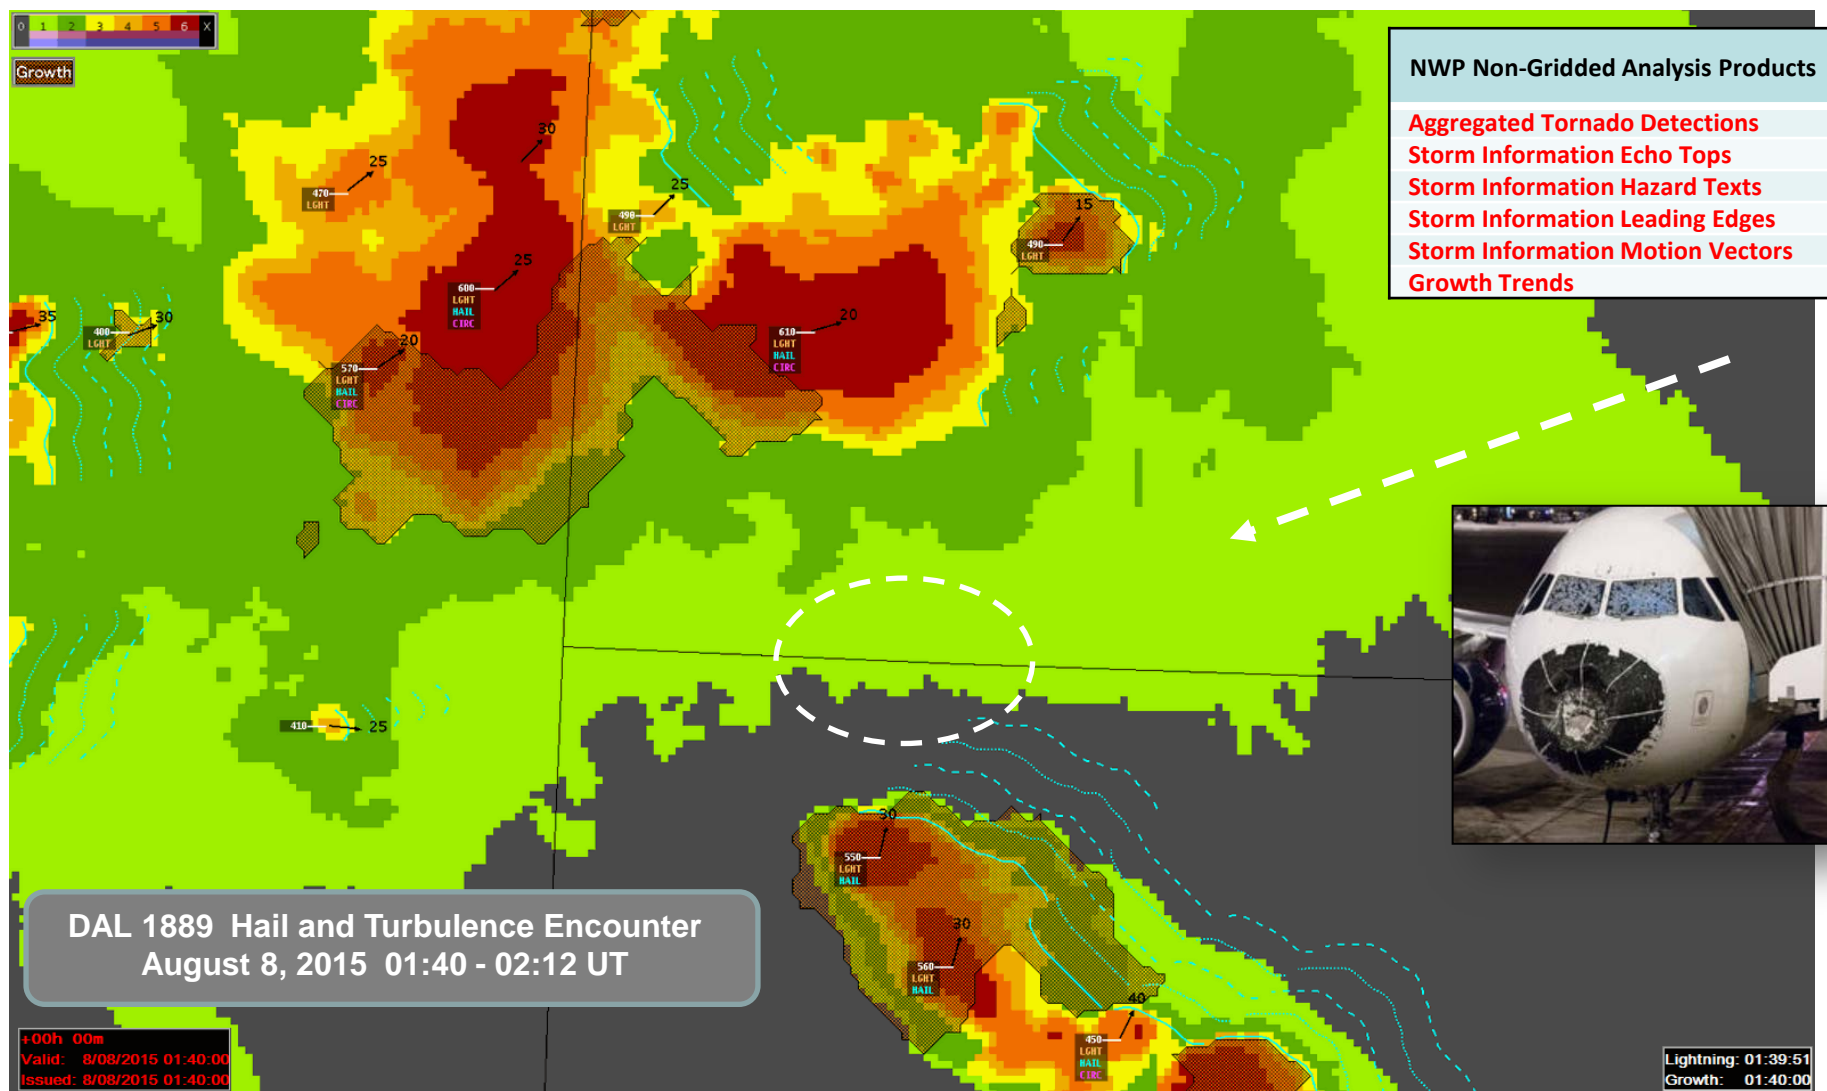 0 1 2 3 4 5 6 X
Growth
NWP Non-Gridded Analysis Products
Aggregated Tornado Detections
Storm Information Echo Tops
Storm Information Hazard Texts
Storm Information Leading Edges
Storm Information Motion Vectors
Growth Trends
30
25
470
LGHT
25
490
LGHT
15
490
LGHT
25
600
LGHT
HAIL
CIRC
35
30
400
LGHT
20
610
LGHT
HAIL
CIRC
20
570
LGHT
HAIL
CIRC
410
25
30
550
LGHT
HAIL
30
560
LGHT
HAIL
40
450
LGHT
HAIL
CIRC
DAL 1889 Hail and Turbulence Encounter
August 8, 2015 01:40 - 02:12 UT
+00h 00m
Valid: 8/08/2015 01:40:00
Issued: 8/08/2015 01:40:00
Lightning: 01:39:51
Growth: 01:40:00